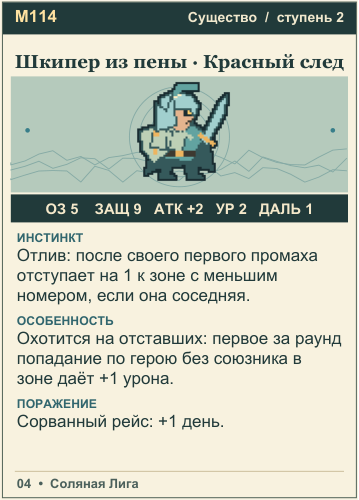 М114
Существо / ступень 2
Шкипер из пены · Красный след
ОЗ 5 ЗАЩ 9 АТК +2 УР 2 ДАЛЬ 1
ИНСТИНКТ
Отлив: после своего первого промаха
отступает на 1 к зоне с меньшим
номером, если она соседняя.
ОСОБЕННОСТЬ
Охотится на отставших: первое за раунд
попадание по герою без союзника в
зоне даёт +1 урона.
ПОРАЖЕНИЕ
Сорванный рейс: +1 день.
04 • Соляная Лига